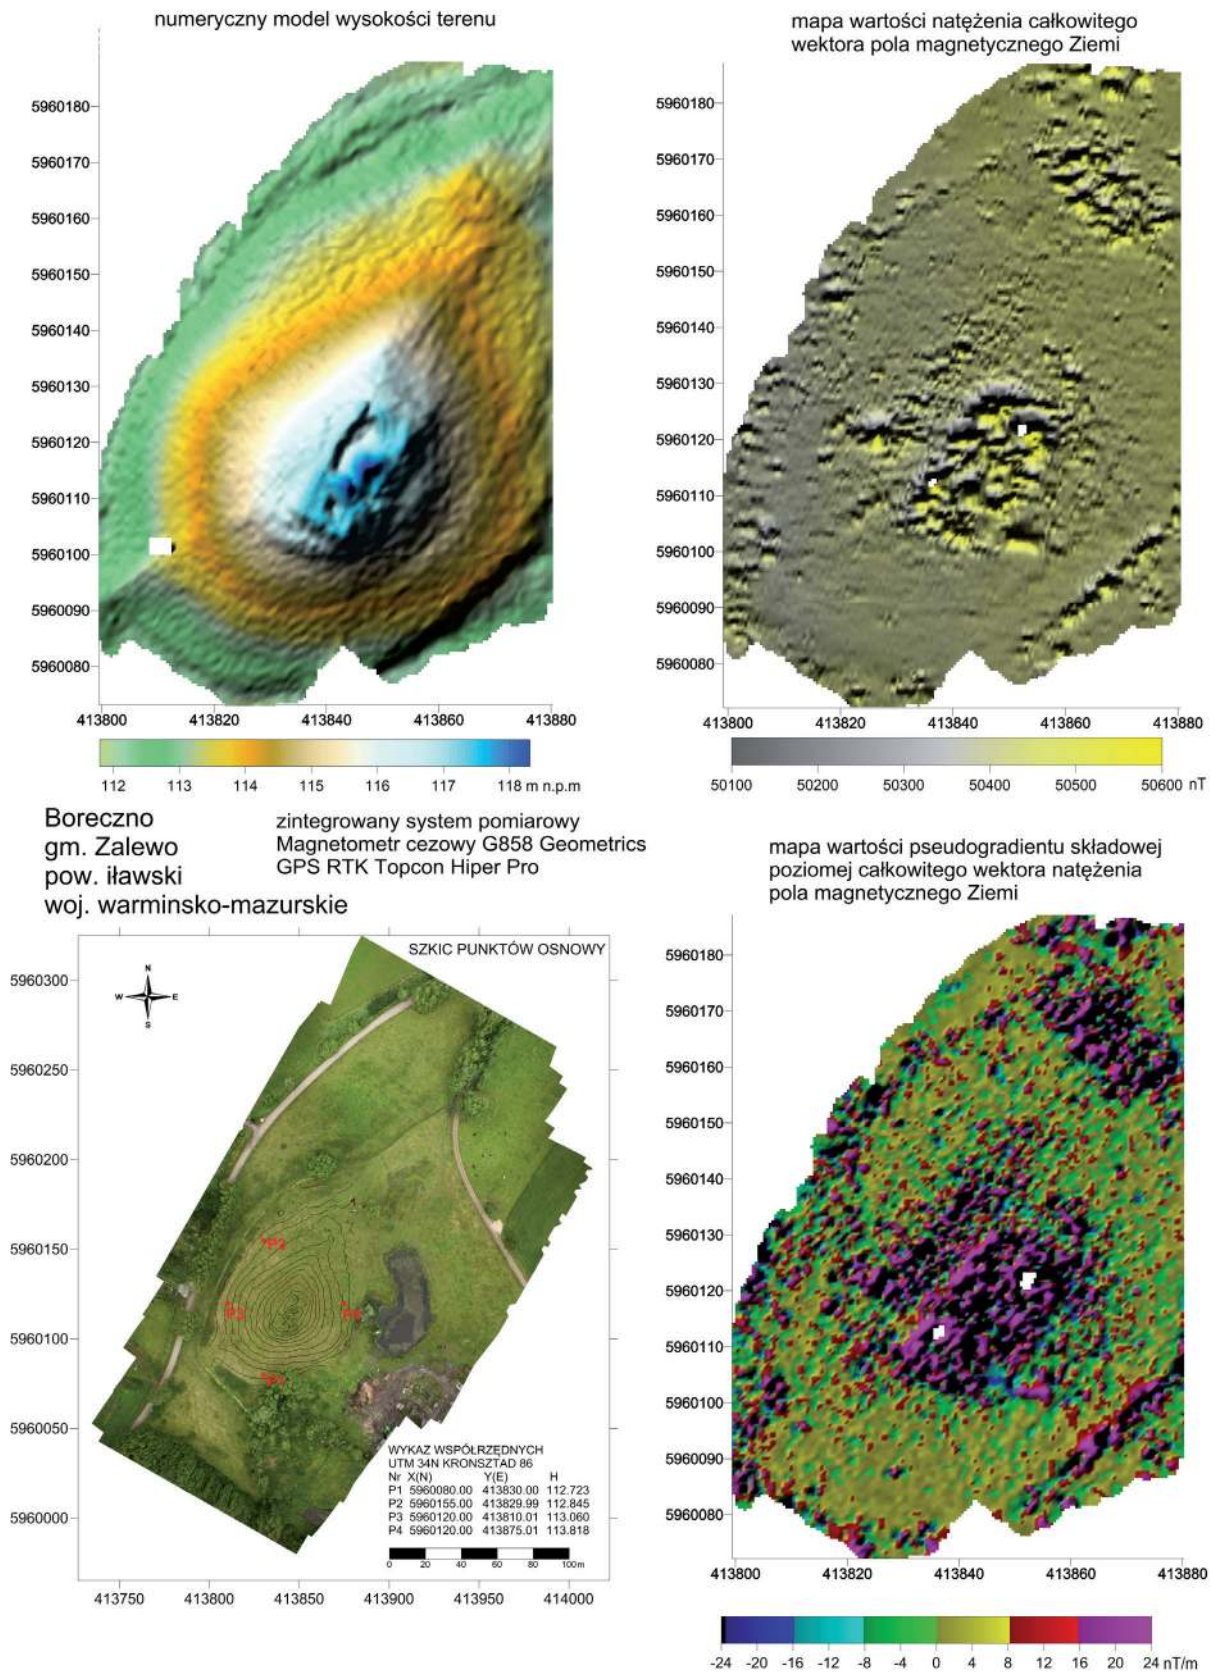 numeryczny model wysokości terenu
5960180
5960170
5960160
5960150
5960140
5960130
5960120
5960110
5960100
5960090
5960080
413800 413820 413840 413860 413880
112 113 114 115 116 117 118 m n.p.m
mapa wartości natężenia całkowitego
wektora pola magnetycznego Ziemi
5960180
5960170
5960160
5960150
5960140
5960130
5960120
5960110
5960100
5960090
5960080
413800 413820 413840 413860 413880
50100 50200 50300 50400 50500 50600 nT
Boreczno
gm. Zalewo
pow. iławski
woj. warminsko-mazurskie
zintegrowany system pomiarowy
Magnetometr cezowy G858 Geometrics
GPS RTK Topcon Hiper Pro
SZKIC PUNKTÓW OSNOWY
N
W E
S
5960300
5960250
5960200
5960150
5960100
5960050
5960000
P2
P3
P4
P1
WYKAZ WSPÓŁRZĘDNYCH
UTM 34N KRONSZTAD 86
Nr X(N) Y(E) H
P1 5960080.00 413830.00 112.723
P2 5960155.00 413829.99 112.845
P3 5960120.00 413810.01 113.060
P4 5960120.00 413875.01 113.818
0 20 40 60 80 100m
413750 413800 413850 413900 413950 414000
mapa wartości pseudogradientu składowej
poziomej całkowitego wektora natężenia
pola magnetycznego Ziemi
5960180
5960170
5960160
5960150
5960140
5960130
5960120
5960110
5960100
5960090
5960080
413800 413820 413840 413860 413880
-24 -20 -16 -12 -8 -4 0 4 8 12 16 20 24 nT/m